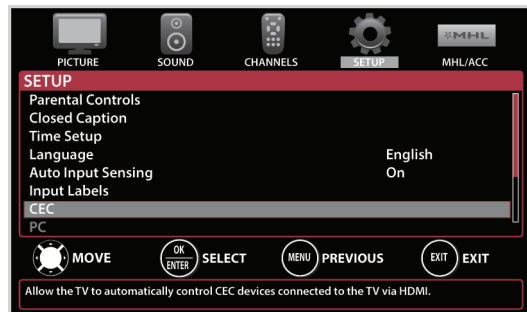 MHL
PICTURE SOUND CHANNELS SETUP MHL/ACC
SETUP
Parental Controls
Closed Caption
Time Setup
Language English
Auto Input Sensing On
Input Labels
CEC
PC
MOVE OK ENTER SELECT MENU PREVIOUS EXIT EXIT
Allow the TV to automatically control CEC devices connected to the TV via HDMI.